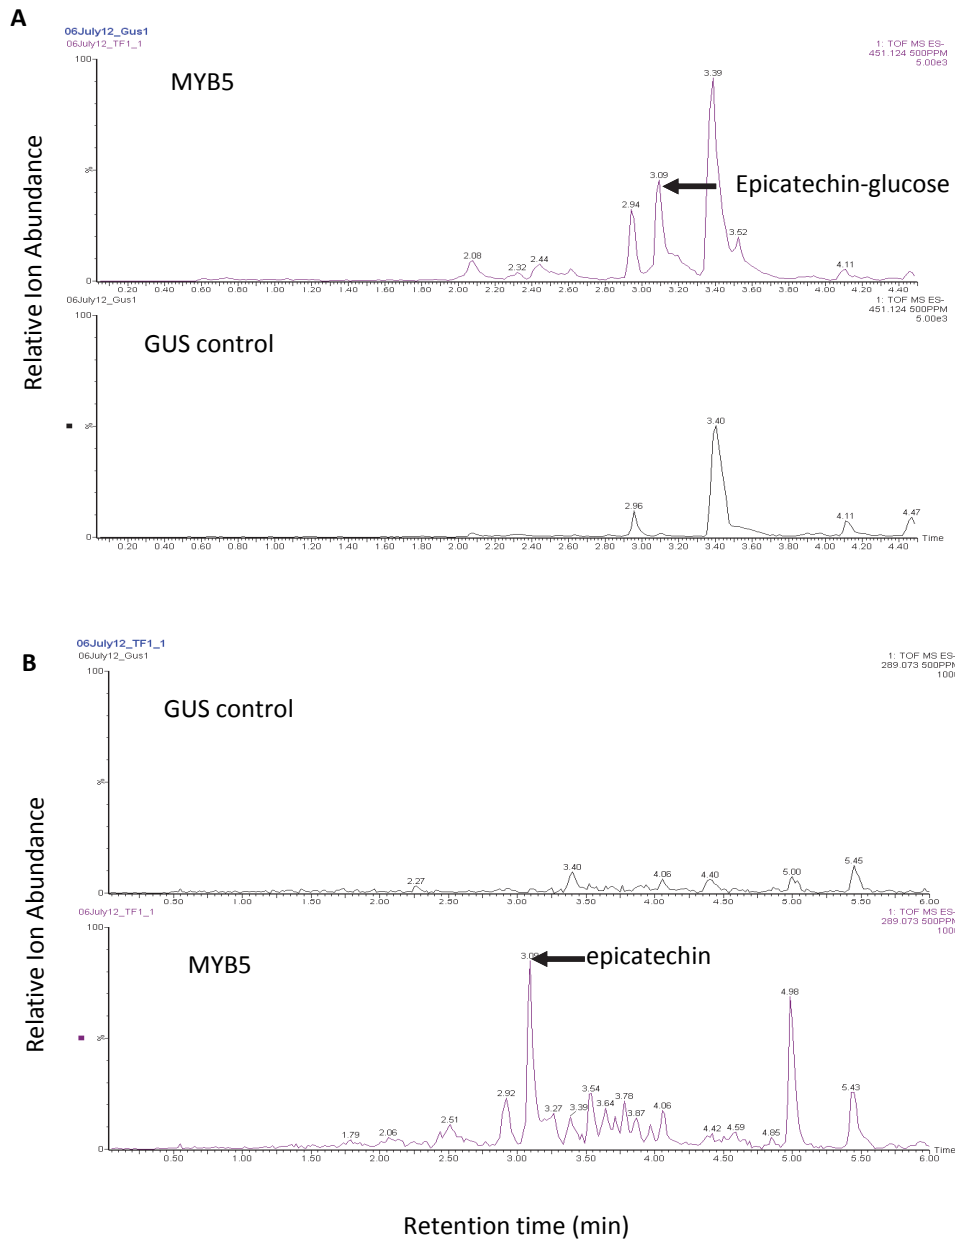 A
06July12_Gus1
06July12_TF1_1
1: TOF MS ES-
451.124 500PPM
5.00e3
100
MYB5
3.39
%
3.09
Epicatechin-glucose
2.94
3.52
2.08
2.32
2.44
4.11
0
0.20 0.40 0.60 0.80 1.00 1.20 1.40 1.60 1.80 2.00 2.20 2.40 2.60 2.80 3.00 3.20 3.40 3.60 3.80 4.00 4.20 4.40
06July12_Gus1
1: TOF MS ES-
451.124 500PPM
5.00e3
100
GUS control
%
3.40
2.96
4.11
4.47
0
Time
0.20 0.40 0.60 0.80 1.00 1.20 1.40 1.60 1.80 2.00 2.20 2.40 2.60 2.80 3.00 3.20 3.40 3.60 3.80 4.00 4.20 4.40
Relative Ion Abundance
B
06July12_TF1_1
06July12_Gus1
1: TOF MS ES-
289.073 500PPM
100
GUS control
%
2.27
3.40
4.06
4.40
5.00
5.45
0
0.50 1.00 1.50 2.00 2.50 3.00 3.50 4.00 4.50 5.00 5.50 6.00
06July12_TF1_1
1: TOF MS ES-
289.073 500PPM
100
MYB5
epicatechin
%
4.98
1.79
2.06
2.51
2.92
3.27
3.39
3.54
3.64
3.78
3.87
4.06
4.42
4.59
4.85
5.43
0
Time
0.50 1.00 1.50 2.00 2.50 3.00 3.50 4.00 4.50 5.00 5.50 6.00
Relative Ion Abundance
Retention time (min)